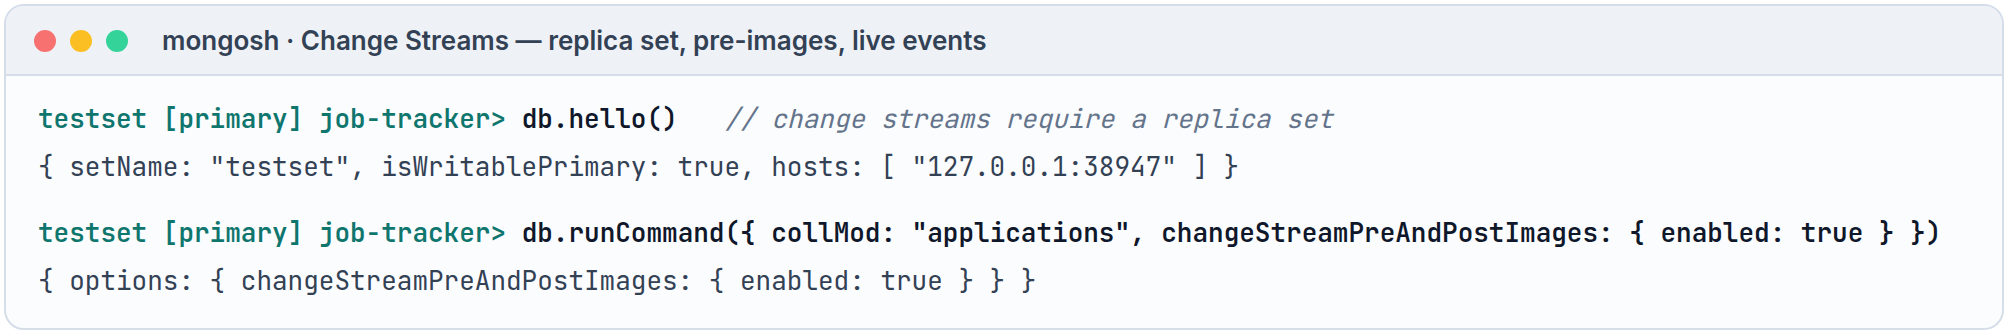 mongosh · Change Streams — replica set, pre-images, live events
testset [primary] job-tracker> db.hello()   // change streams require a replica set
{ setName: "testset", isWritablePrimary: true, hosts: [ "127.0.0.1:38947" ] }
testset [primary] job-tracker> db.runCommand({ collMod: "applications", changeStreamPreAndPostImages: { enabled: true } })
{ options: { changeStreamPreAndPostImages: { enabled: true } } }